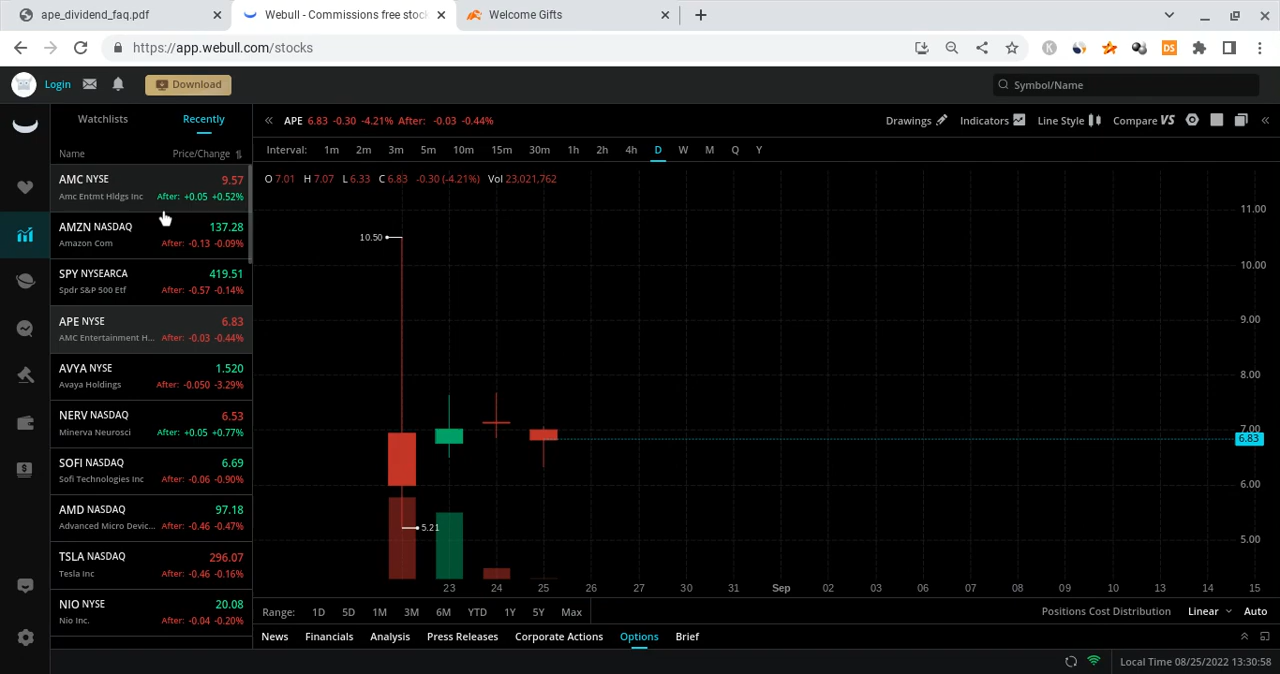 ape_dividend_faq.pdf
Webull - Commissions free stoc
Welcome Gifts
https://app.webull.com/stocks
Login
Download
Symbol/Name
Watchlists
Recently
Name
Price/Change
AMC NYSE 9.57
Amc Entmt Hldgs Inc After: +0.05 +0.52%
AMZN NASDAQ 137.28
Amazon Com After: -0.13 -0.09%
SPY NYSEARCA 419.51
Spdr S&P 500 Etf After: -0.57 -0.14%
APE NYSE 6.83
AMC Entertainment H... After: -0.03 -0.44%
AVYA NYSE 1.520
Avaya Holdings After: -0.050 -3.29%
NERV NASDAQ 6.53
Minerva Neurosci After: +0.05 +0.77%
SOFI NASDAQ 6.69
Sofi Technologies Inc After: -0.06 -0.90%
AMD NASDAQ 97.18
Advanced Micro Devic... After: -0.46 -0.47%
TSLA NASDAQ 296.07
Tesla Inc After: -0.46 -0.16%
NIO NYSE 20.08
Nio Inc. After: -0.04 -0.20%
APE 6.83 -0.30 -4.21% After: -0.03 -0.44%
Drawings Indicators Line Style Compare VS
Interval: 1m 2m 3m 5m 10m 15m 30m 1h 2h 4h D W M Q Y
O 7.01 H 7.07 L 6.33 C 6.83 -0.30 (-4.21%) Vol 23,021,762
10.50
5.21
11.00
10.00
9.00
8.00
7.00
6.83
6.00
5.00
23 24 25 26 27 30 31 Sep 02 03 06 07 08 09 10 13 14 15
Range: 1D 5D 1M 3M 6M YTD 1Y 5Y Max
Positions Cost Distribution Linear Auto
News Financials Analysis Press Releases Corporate Actions Options Brief
Local Time 08/25/2022 13:30:58
K
DS